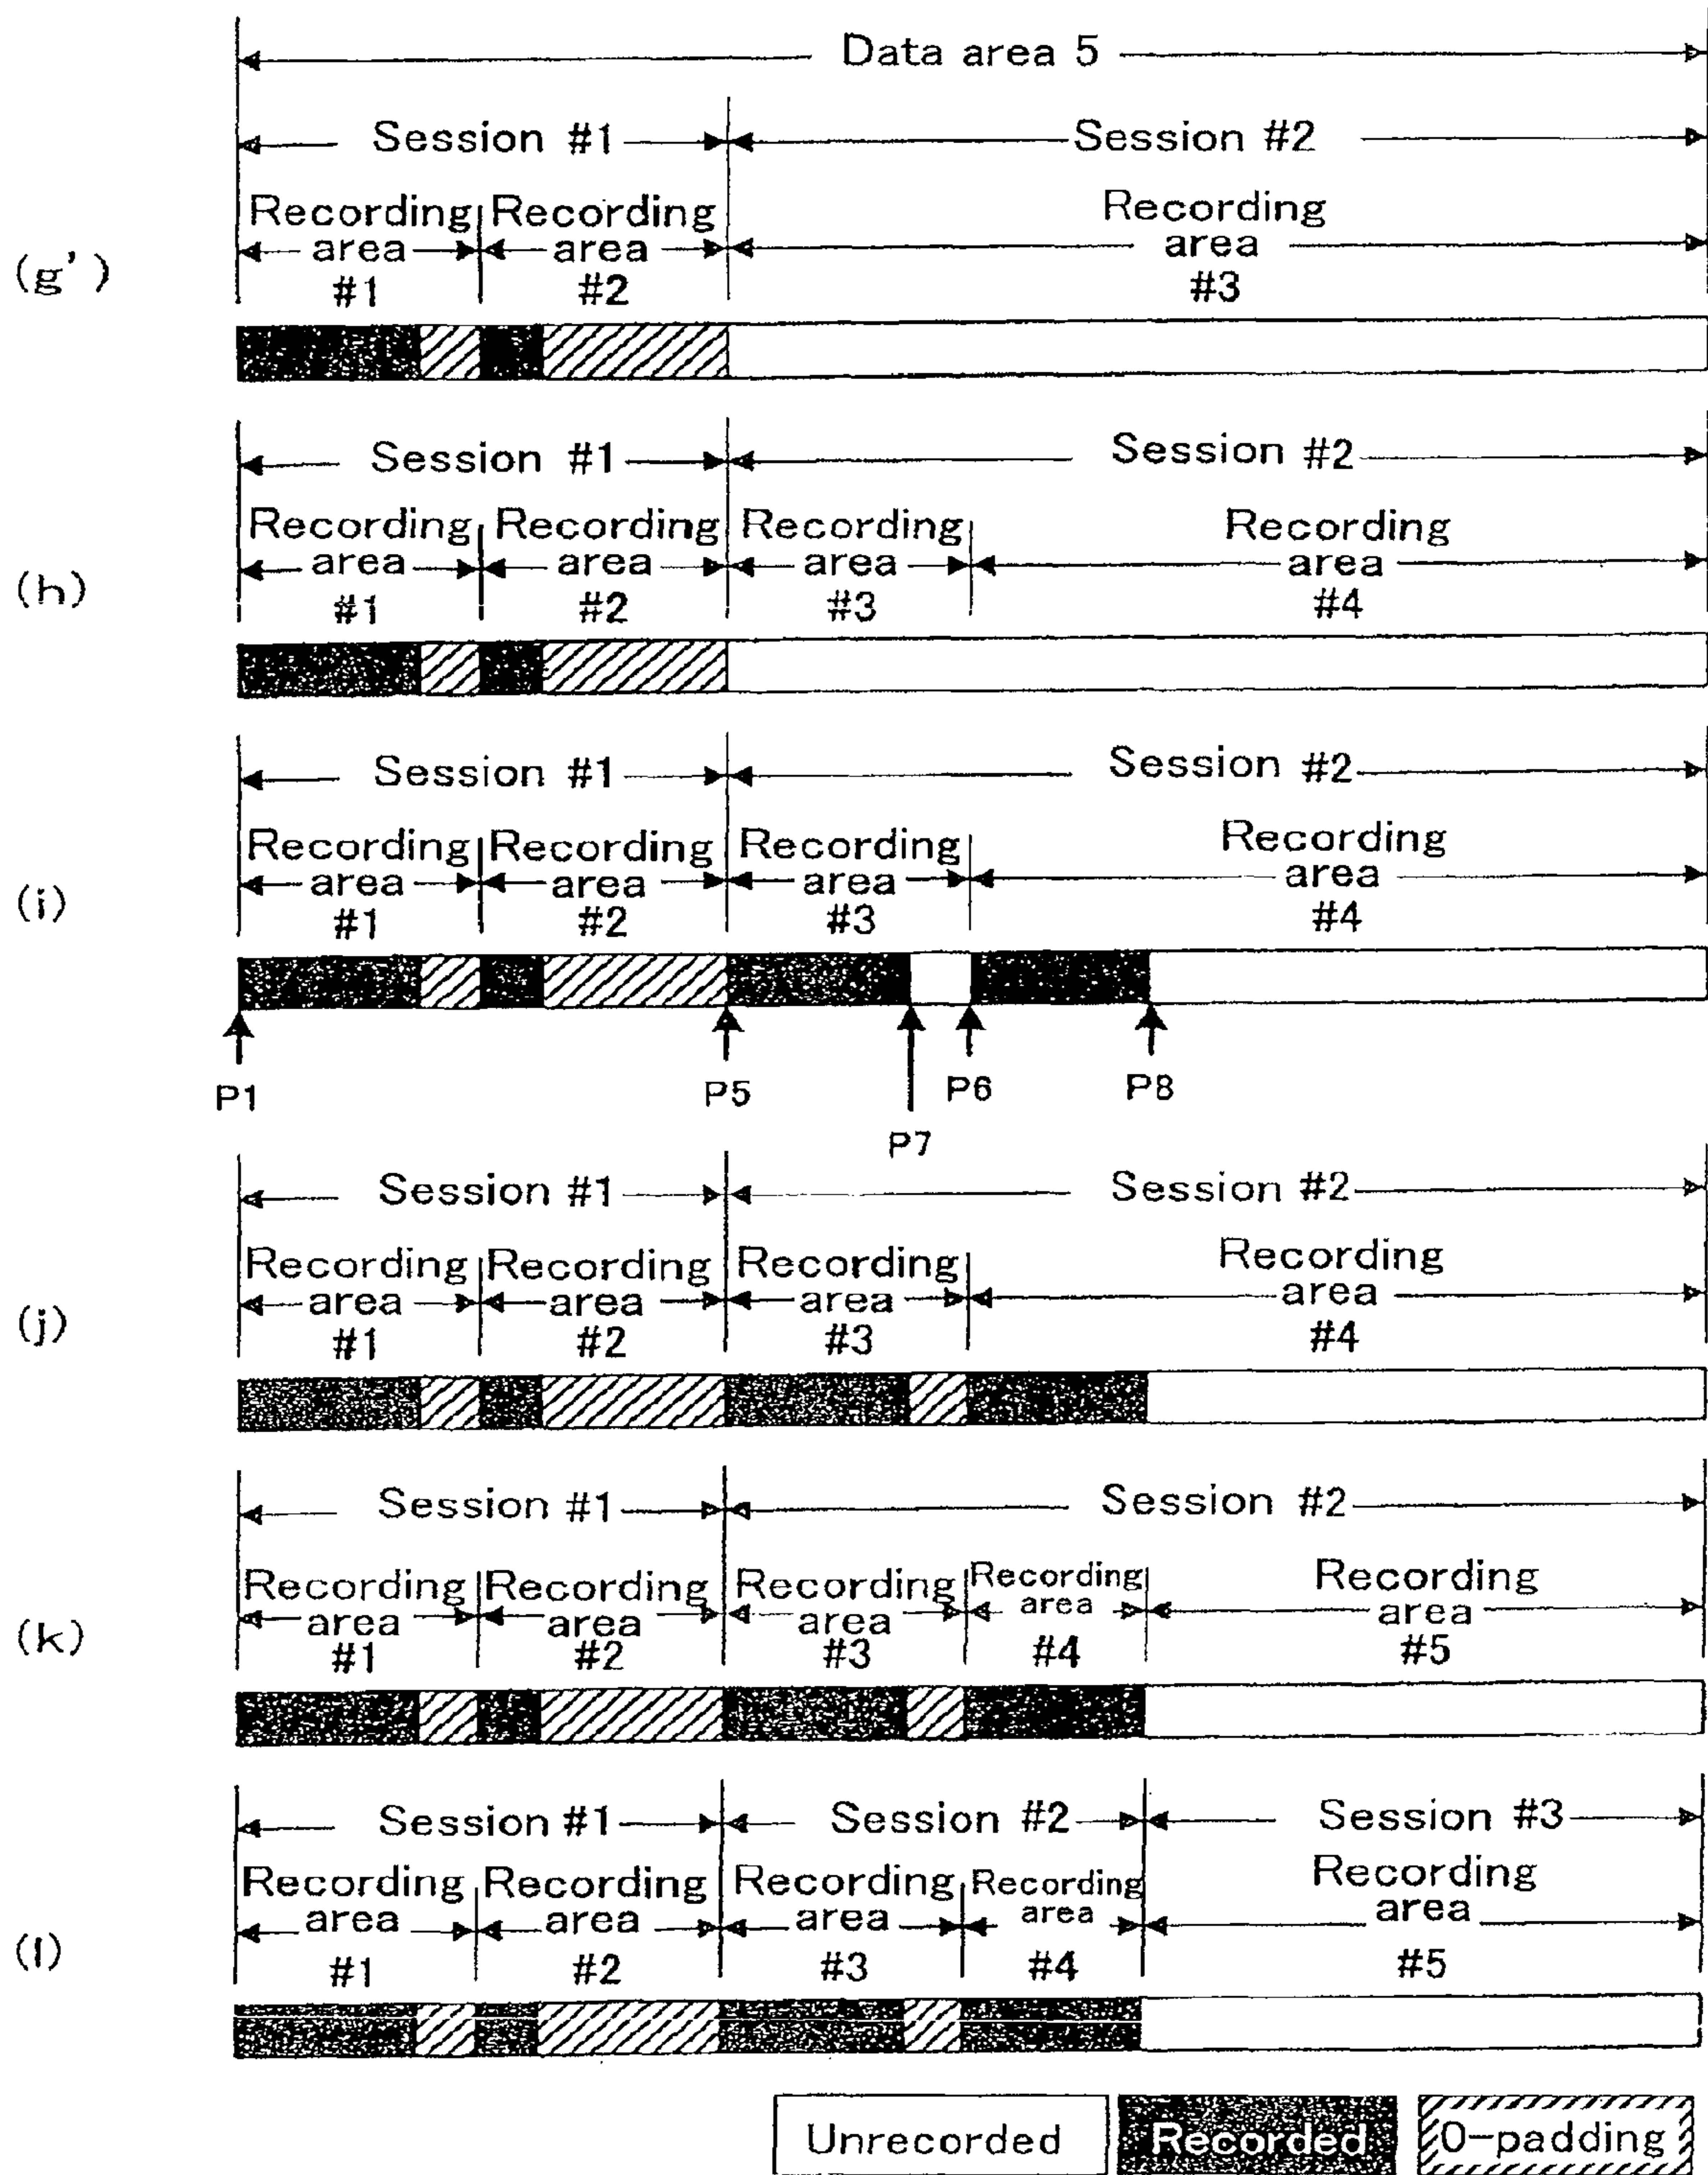 Data area 5
Session #1 Session #2
Recording Recording Recording
area area area
(g')
#1 #2 #3
Session #1 Session #2
Recording Recording Recording Recording
area area area area
(h)
#1 #2 #3 #4
Session #1 Session #2
Recording Recording Recording Recording
area area area area
(i)
#1 #2 #3 #4
P1 P5 P6 P8
P7
Session #1 Session #2
Recording Recording Recording Recording
area area area area
(j)
#1 #2 #3 #4
Session #1 Session #2
Recording Recording Recording Recording Recording
area area area area area
(k)
#1 #2 #3 #4 #5
Session #1 Session #2 Session #3
Recording Recording Recording Recording Recording
area area area area area
(l)
#1 #2 #3 #4 #5
Unrecorded Recorded 0-padding